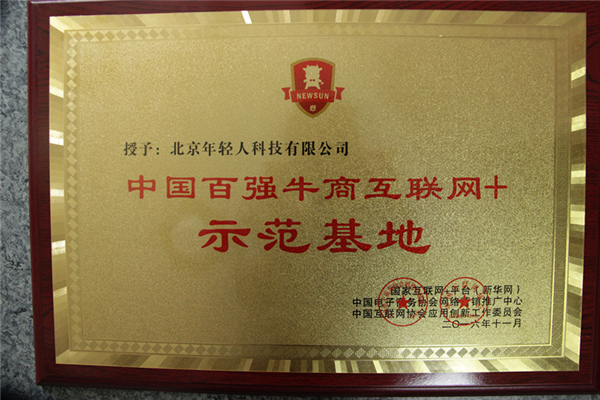 NEWSUN
授予：北京年轻人科技有限公司
中国百强牛商互联网+
示范基地
国家互联网+平台（新华网）
中国电子商务协会网络营销推广中心
中国互联网协会应用创新工作委员会
二〇一六年十一月